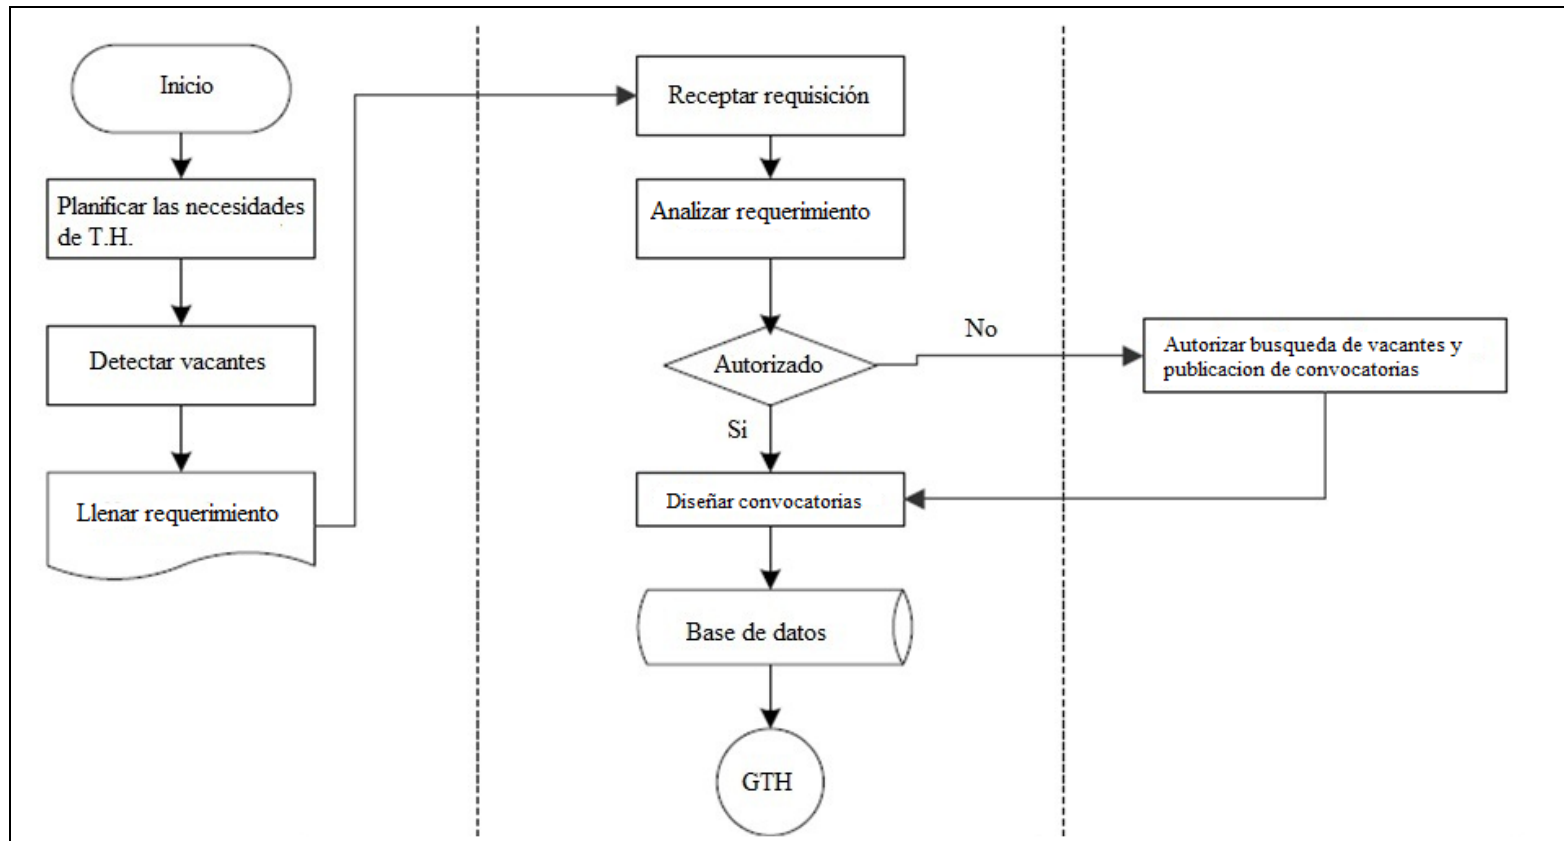 Inicio
Planificar las necesidades
de T.H.
Detectar vacantes
Llenar requerimiento
Receptar requisición
Analizar requerimiento
Autorizado
No
Si
Autorizar busqueda de vacantes y
publicacion de convocatorias
Diseñar convocatorias
Base de datos
GTH